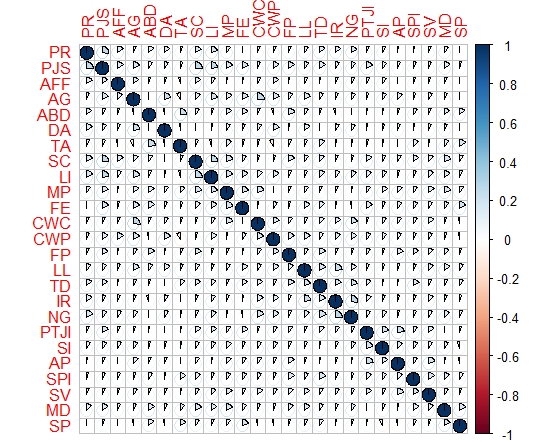 PR PJS AFF AG ABD DA TA SC LI MP FE CWC CWP FP LL TD IR NG PTJI SI AP SPI SV MD SP
PR
PJS
AFF
AG
ABD
DA
TA
SC
LI
MP
FE
CWC
CWP
FP
LL
TD
IR
NG
PTJI
SI
AP
SPI
SV
MD
SP
1
0.8
0.6
0.4
0.2
0
-0.2
-0.4
-0.6
-0.8
-1